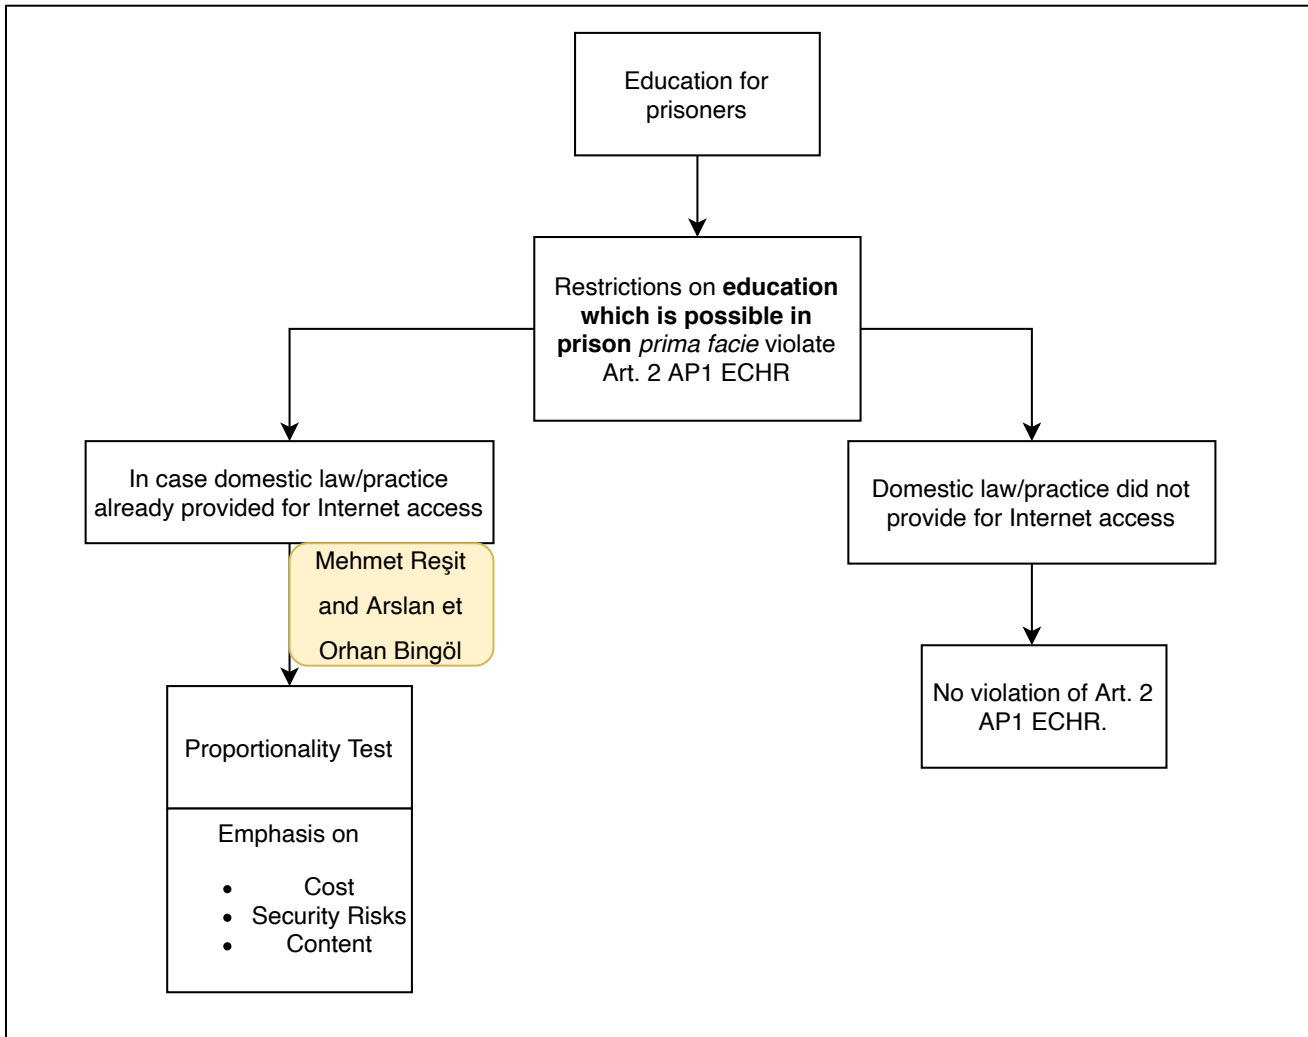 Education for
prisoners
Restrictions on education
which is possible in
prison prima facie violate
Art. 2 AP1 ECHR
In case domestic law/practice
already provided for Internet access
Domestic law/practice did not
provide for Internet access
Mehmet Reşit
and Arslan et
Orhan Bingöl
No violation of Art. 2
AP1 ECHR.
Proportionality Test
Emphasis on
• Cost
• Security Risks
• Content